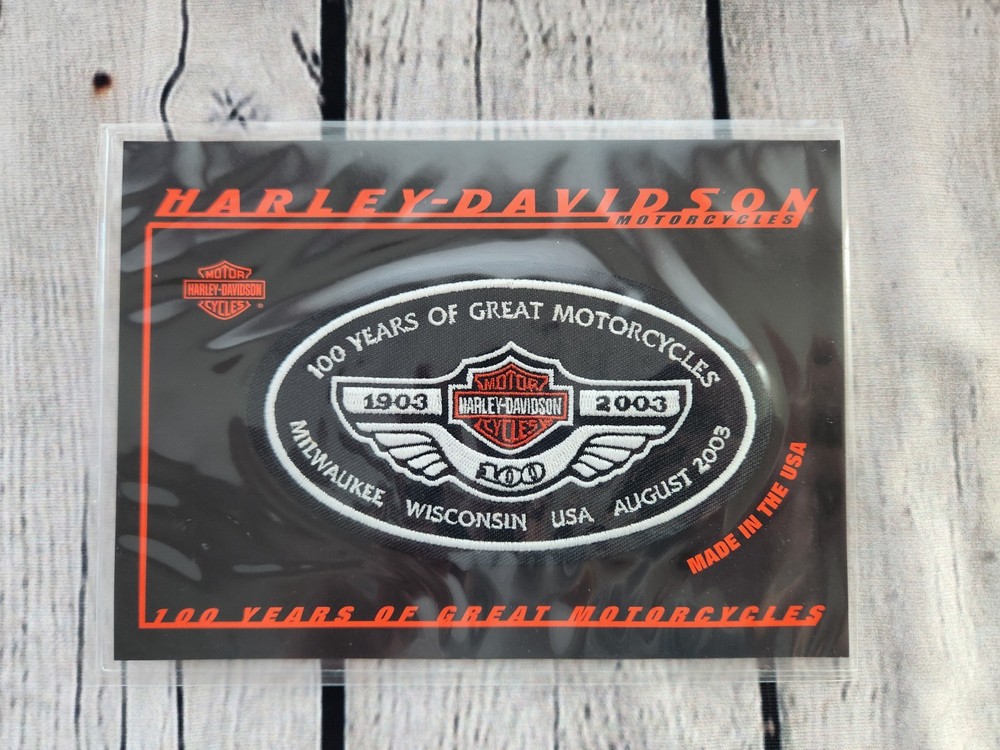 HARLEY-DAVIDSON
MOTORCYCLES
MOTOR
HARLEY-DAVIDSON
CYCLES
®
100 YEARS OF GREAT MOTORCYCLES
MOTOR
1903 HARLEY-DAVIDSON 2003
CYCLES
100
MILWAUKEE WISCONSIN USA AUGUST 2003
MADE IN THE USA
100 YEARS OF GREAT MOTORCYCLES